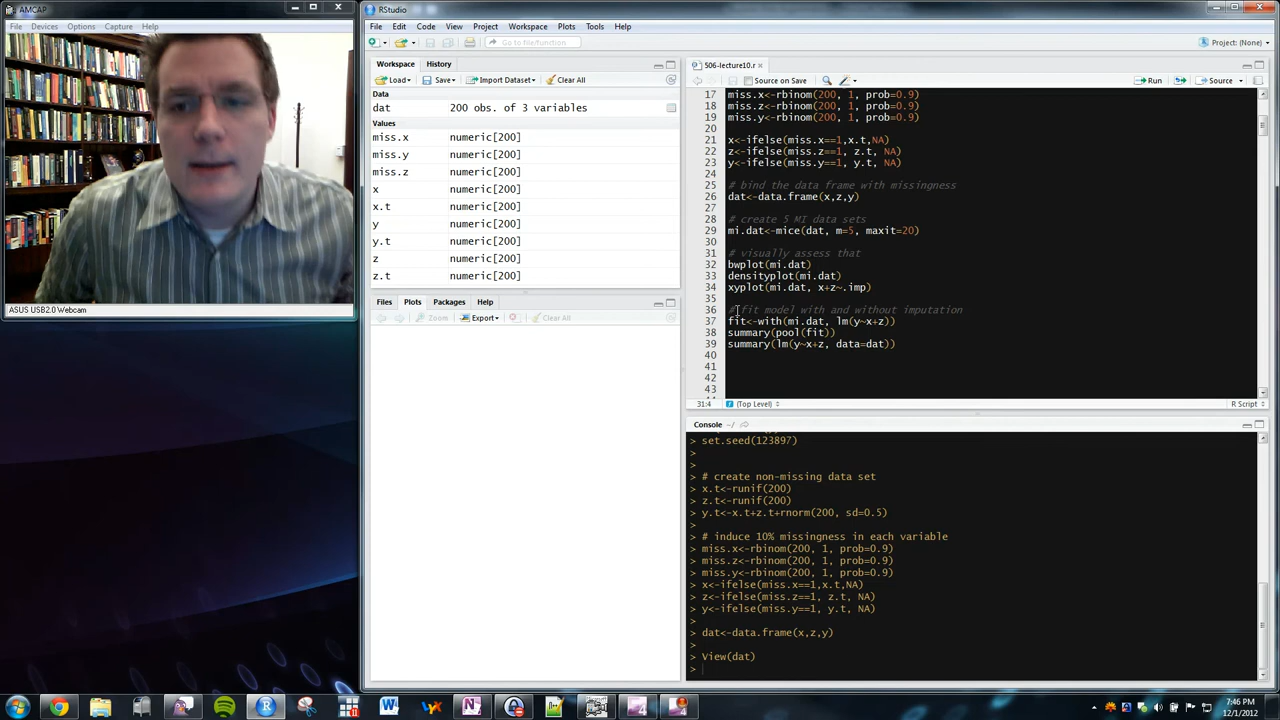 AMCAP
File Devices Options Capture Help
ASUS USB2.0 Webcam
RStudio
File Edit Code View Project Workspace Plots Tools Help
Go to file/function
Project: (None)
Workspace History
Load Save Import Dataset Clear All
Data
dat 200 obs. of 3 variables
Values
miss.x numeric[200]
miss.y numeric[200]
miss.z numeric[200]
x numeric[200]
x.t numeric[200]
y numeric[200]
y.t numeric[200]
z numeric[200]
z.t numeric[200]
Files Plots Packages Help
Zoom Export Clear All
506-lecture10.r
Source on Save Run Source
17 miss.x<-rbinom(200, 1, prob=0.9)
18 miss.z<-rbinom(200, 1, prob=0.9)
19 miss.y<-rbinom(200, 1, prob=0.9)
20
21 x<-ifelse(miss.x==1,x.t,NA)
22 z<-ifelse(miss.z==1, z.t, NA)
23 y<-ifelse(miss.y==1, y.t, NA)
24
25 # bind the data frame with missingness
26 dat<-data.frame(x,z,y)
27
28 # create 5 MI data sets
29 mi.dat<-mice(dat, m=5, maxit=20)
30
31 # visually assess that
32 bwplot(mi.dat)
33 densityplot(mi.dat)
34 xyplot(mi.dat, x+z~.imp)
35
36 # fit model with and without imputation
37 fit<-with(mi.dat, lm(y~x+z))
38 summary(pool(fit))
39 summary(lm(y~x+z, data=dat))
40
41
42
43
31:4 (Top Level) R Script
Console ~/
> set.seed(123897)
>
>
> # create non-missing data set
> x.t<-runif(200)
> z.t<-runif(200)
> y.t<-x.t+z.t+rnorm(200, sd=0.5)
>
> # induce 10% missingness in each variable
> miss.x<-rbinom(200, 1, prob=0.9)
> miss.z<-rbinom(200, 1, prob=0.9)
> miss.y<-rbinom(200, 1, prob=0.9)
> x<-ifelse(miss.x==1,x.t,NA)
> z<-ifelse(miss.z==1, z.t, NA)
> y<-ifelse(miss.y==1, y.t, NA)
>
> dat<-data.frame(x,z,y)
>
> View(dat)
>
7:46 PM
12/1/2012